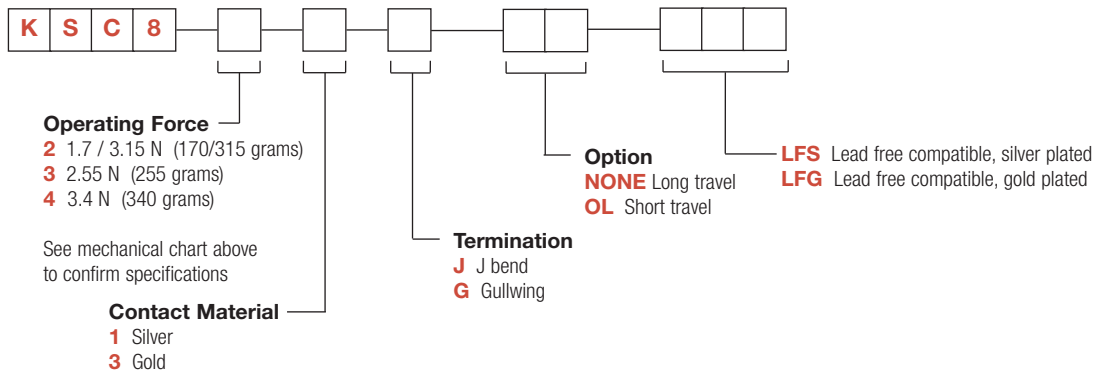 K S C 8
Operating Force
2 1.7 / 3.15 N (170/315 grams)
3 2.55 N (255 grams)
4 3.4 N (340 grams)
See mechanical chart above
to confirm specifications
Contact Material
1 Silver
3 Gold
Termination
J J bend
G Gullwing
Option
NONE Long travel
OL Short travel
LFS Lead free compatible, silver plated
LFG Lead free compatible, gold plated